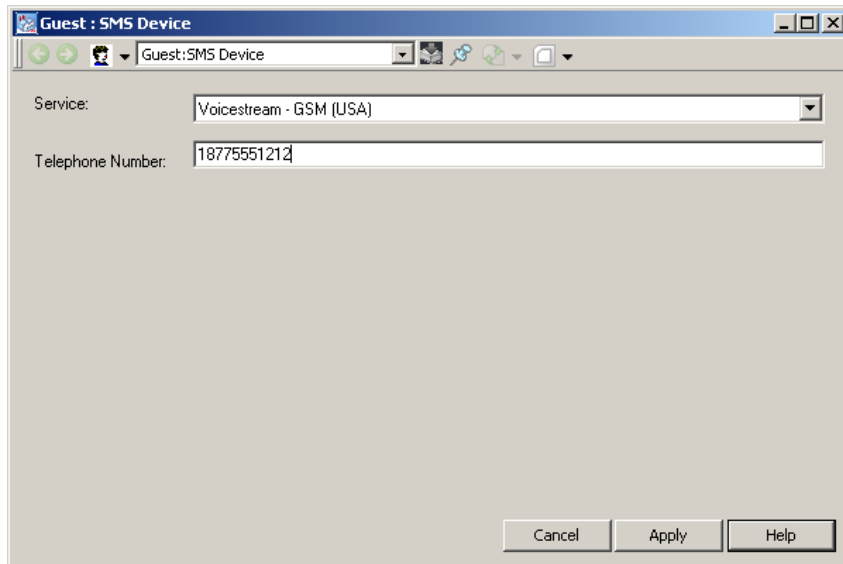 Guest : SMS Device
Guest:SMS Device
Service:
Voicestream - GSM (USA)
Telephone Number:
18775551212
Cancel
Apply
Help